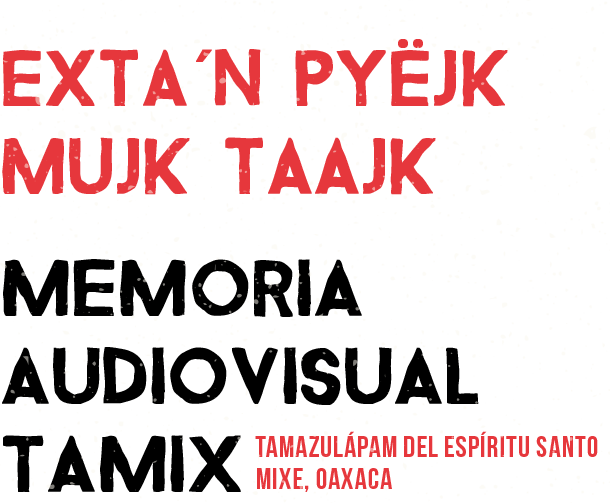 EXTA´N PYËJK
MUJK TAAJK
MEMORIA
AUDIOVISUAL
TAMIX
TAMAZULÁPAM DEL ESPÍRITU SANTO
MIXE, OAXACA